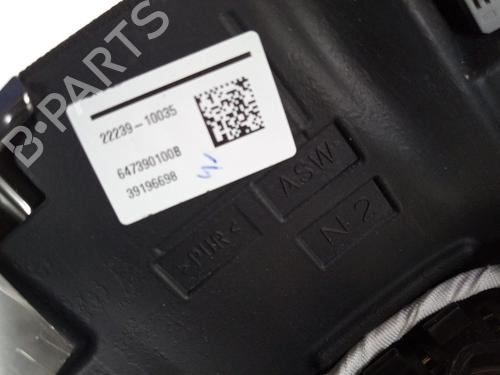 B-PARTS
22239-10035
647390100B
39196698
ASW
>PUR<
N-2